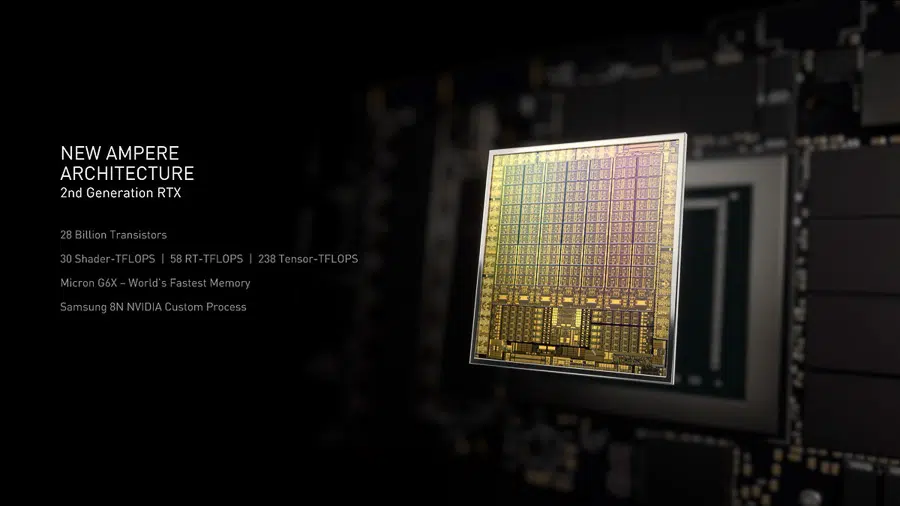 NEW AMPERE
ARCHITECTURE
2nd Generation RTX
28 Billion Transistors
30 Shader-TFLOPS | 58 RT-TFLOPS | 238 Tensor-TFLOPS
Micron G6X – World's Fastest Memory
Samsung 8N NVIDIA Custom Process